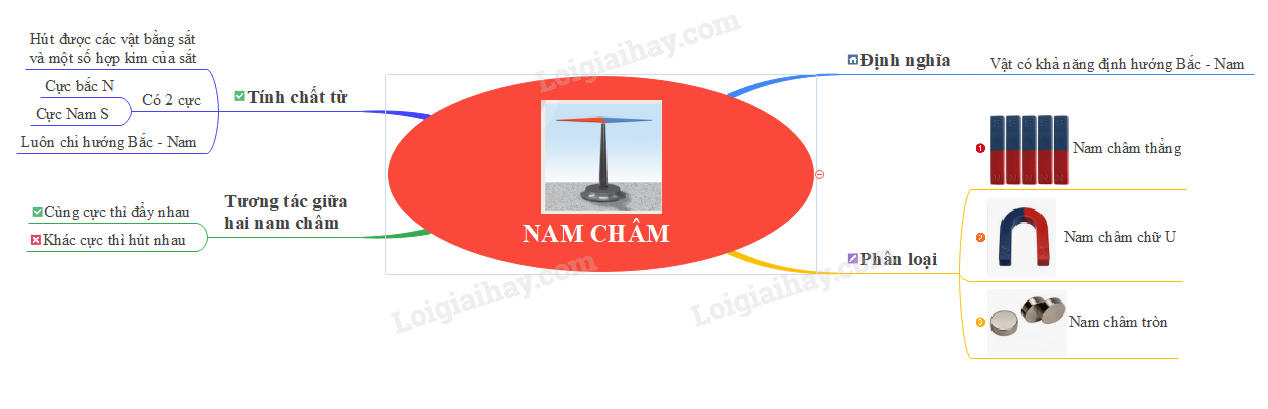 Hút được các vật bằng sắt
và một số hợp kim của sắt
Cực bắc N
Cực Nam S
Có 2 cực
Luôn chỉ hướng Bắc - Nam
Tính chất từ
Tương tác giữa
hai nam châm
Cùng cực thì đẩy nhau
Khác cực thì hút nhau
NAM CHÂM
Định nghĩa
Vật có khả năng định hướng Bắc - Nam
Phân loại
1 Nam châm thẳng
2 Nam châm chữ U
3 Nam châm tròn
Loigiaihay.com
Loigiaihay.com
Loigiaihay.com